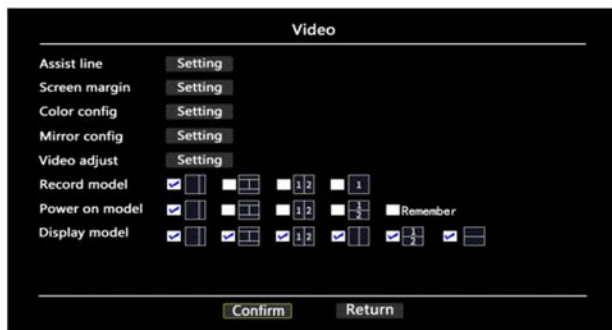 Video
Assist line Setting
Screen margin Setting
Color config Setting
Mirror config Setting
Video adjust Setting
Record model 1 2 1
Power on model 1 2 1 2 Remember
Display model 1 2 1 2
Confirm Return